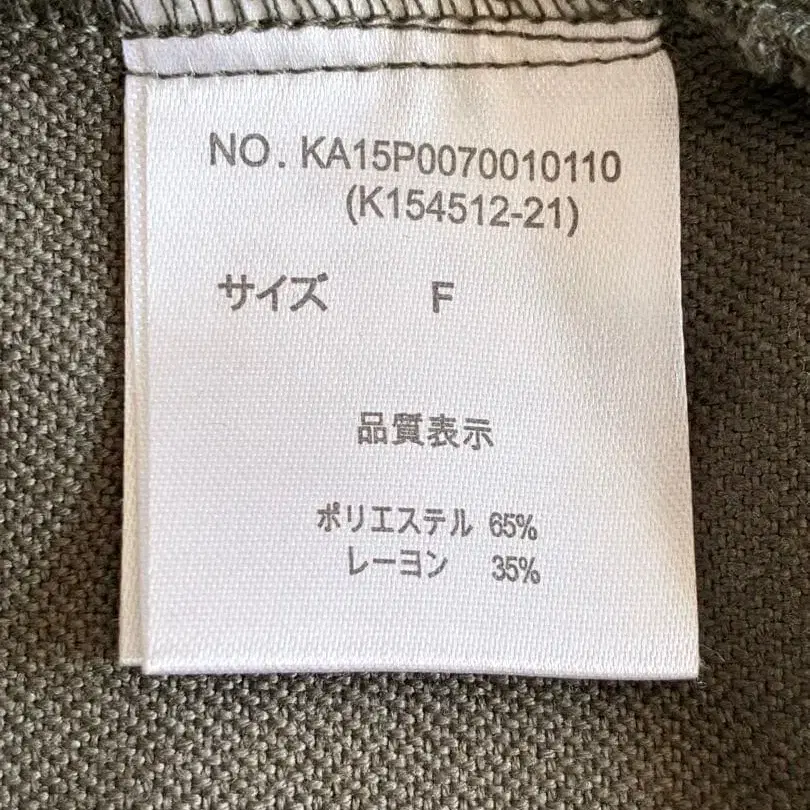 NO. KA15P0070010110
(K154512-21)
サイズ F
品質表示
ポリエステル 65%
レーヨン 35%